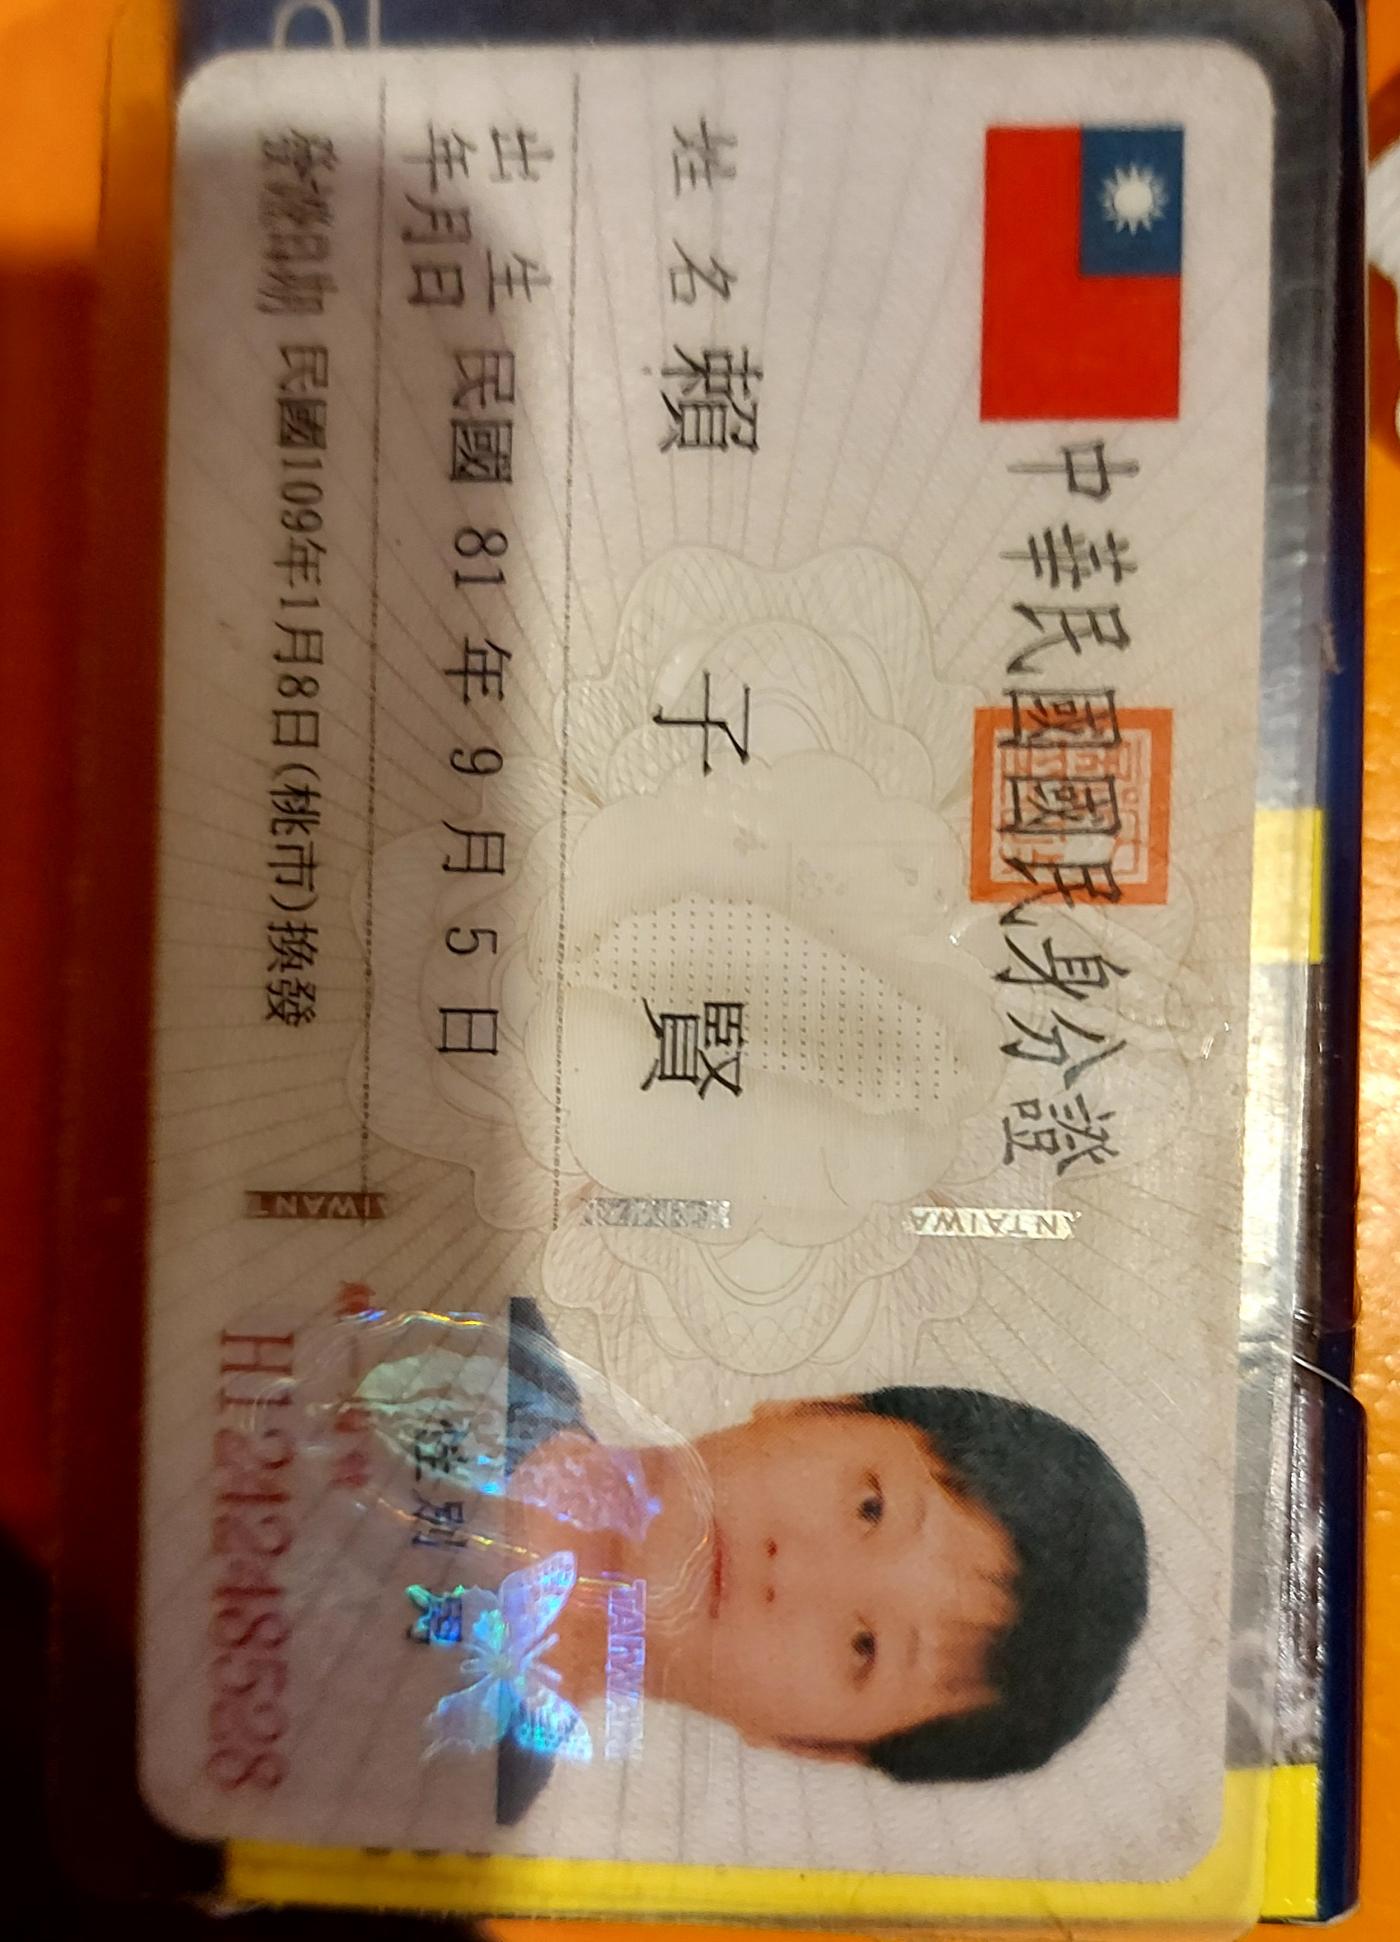 中華民國國民身分證
姓名 賴子賢
出生年月日 民國 81 年 9 月 5 日
發證日期 民國109年1月8日(桃市)換發
TAIWAN
性別 男
H124248528